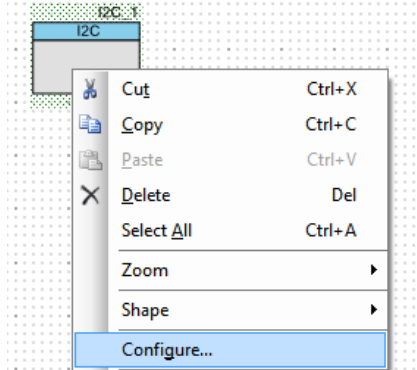 I2C_1
I2C
Cut Ctrl+X
Copy Ctrl+C
Paste Ctrl+V
Delete Del
Select All Ctrl+A
Zoom
Shape
Configure...